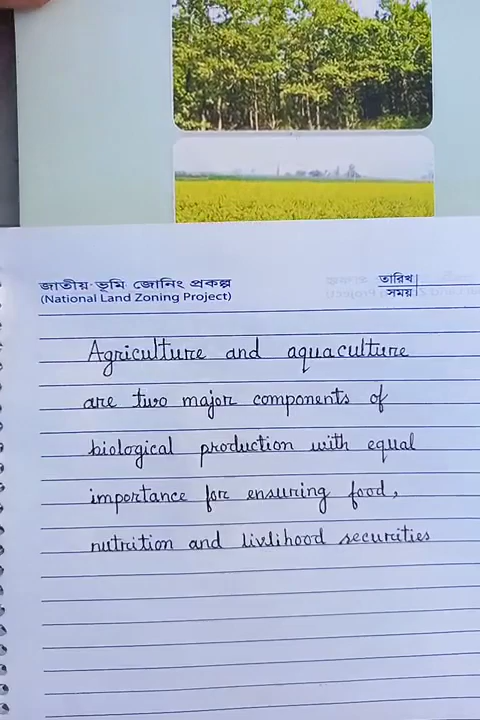 জাতীয় ভূমি জোনিং প্রকল্প
(National Land Zoning Project)
তারিখ
সময়
Agriculture and aquaculture
are two major components of
biological production with equal
importance for ensuring food,
nutrition and livlihood securities